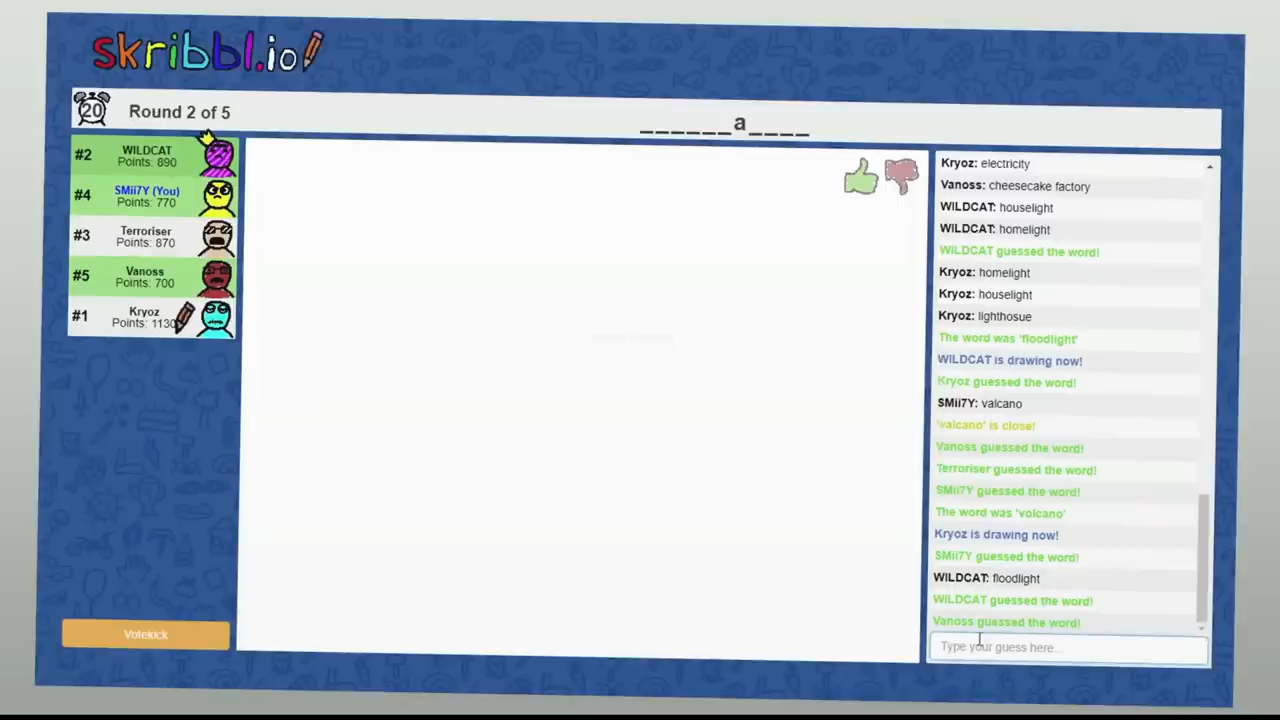 skribbl.io
20
Round 2 of 5
______a____
#2
WILDCAT
Points: 890
#4
SMii7Y (You)
Points: 770
#3
Terroriser
Points: 870
#5
Vanoss
Points: 700
#1
Kryoz
Points: 1130
Votekick
Kryoz: electricity
Vanoss: cheesecake factory
WILDCAT: houselight
WILDCAT: homelight
WILDCAT guessed the word!
Kryoz: homelight
Kryoz: houselight
Kryoz: lighthosue
The word was 'floodlight'
WILDCAT is drawing now!
Kryoz guessed the word!
SMii7Y: valcano
'valcano' is close!
Vanoss guessed the word!
Terroriser guessed the word!
SMii7Y guessed the word!
The word was 'volcano'
Kryoz is drawing now!
SMii7Y guessed the word!
WILDCAT: floodlight
WILDCAT guessed the word!
Vanoss guessed the word!
Type your guess here...